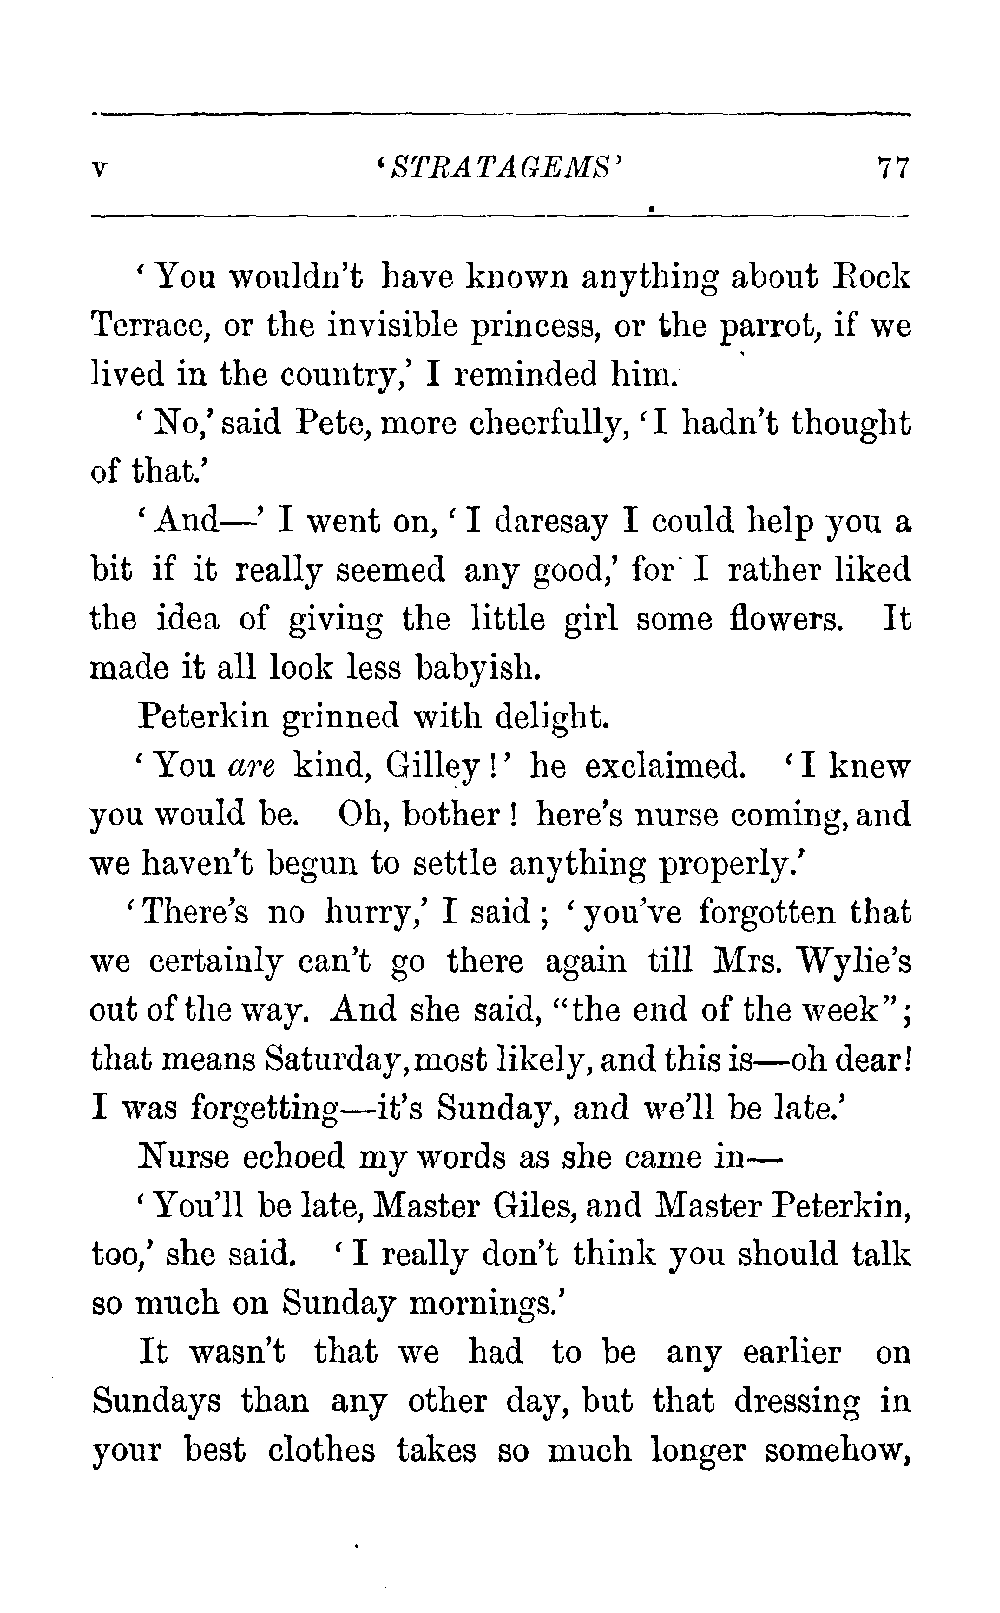 v 'STRATAGEMS' 77
'You wouldn't have known anything about Rock
Terrace, or the invisible princess, or the parrot, if we
lived in the country,' I reminded him.
'No,' said Pete, more cheerfully, 'I hadn't thought
of that.'
'And—' I went on, 'I daresay I could help you a
bit if it really seemed any good,' for I rather liked
the idea of giving the little girl some flowers. It
made it all look less babyish.
Peterkin grinned with delight.
'You are kind, Gilley!' he exclaimed. 'I knew
you would be. Oh, bother! here's nurse coming, and
we haven't begun to settle anything properly.'
'There's no hurry,' I said; 'you've forgotten that
we certainly can't go there again till Mrs. Wylie's
out of the way. And she said, "the end of the week";
that means Saturday, most likely, and this is—oh dear!
I was forgetting—it's Sunday, and we'll be late.'
Nurse echoed my words as she came in—
'You'll be late, Master Giles, and Master Peterkin,
too,' she said. 'I really don't think you should talk
so much on Sunday mornings.'
It wasn't that we had to be any earlier on
Sundays than any other day, but that dressing in
your best clothes takes so much longer somehow,